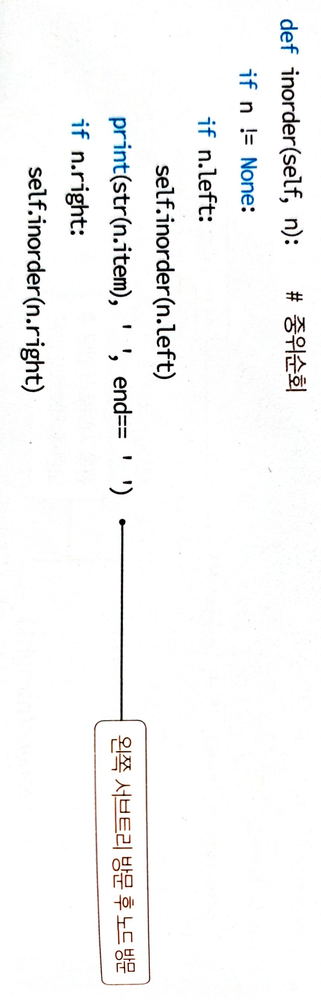 def inorder(self, n):    # 중위순회
    if n != None:
        if n.left:
            self.inorder(n.left)
        print(str(n.item), ' ', end== ' ')    왼쪽 서브트리 방문 후 노드 방문
        if n.right:
            self.inorder(n.right)